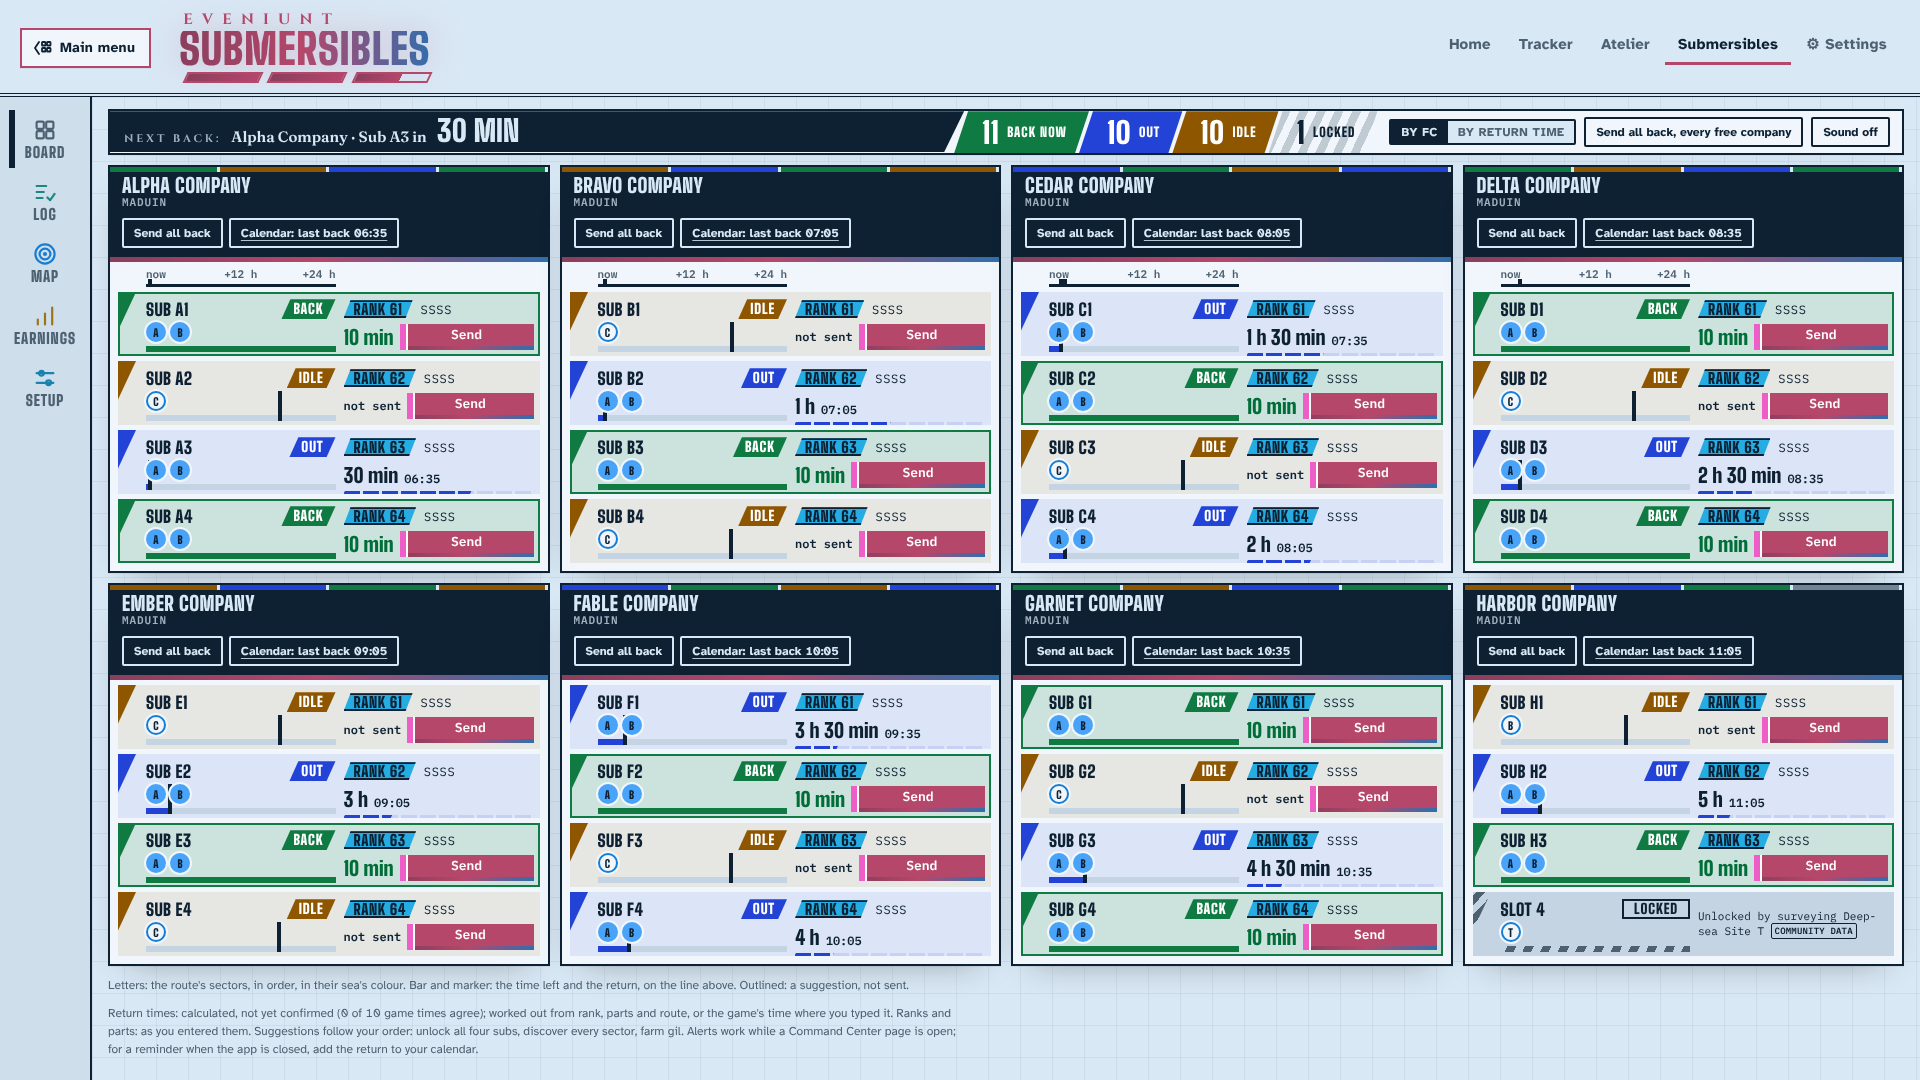 Main menu
EVENIUNT
SUBMERSIBLES
Home
Tracker
Atelier
Submersibles
⚙ Settings
BOARD
LOG
MAP
EARNINGS
SETUP
NEXT BACK: Alpha Company · Sub A3 in 30 MIN
11 BACK NOW
10 OUT
10 IDLE
1 LOCKED
BY FC
BY RETURN TIME
Send all back, every free company
Sound off
ALPHA COMPANY
MADUIN
Send all back
Calendar: last back 06:35
now +12 h +24 h
SUB A1 BACK RANK 61 SSSS
A B 10 min Send
SUB A2 IDLE RANK 62 SSSS
C not sent Send
SUB A3 OUT RANK 63 SSSS
A B 30 min 06:35
SUB A4 BACK RANK 64 SSSS
A B 10 min Send
BRAVO COMPANY
MADUIN
Send all back
Calendar: last back 07:05
now +12 h +24 h
SUB B1 IDLE RANK 61 SSSS
C not sent Send
SUB B2 OUT RANK 62 SSSS
A B 1 h 07:05
SUB B3 BACK RANK 63 SSSS
A B 10 min Send
SUB B4 IDLE RANK 64 SSSS
C not sent Send
CEDAR COMPANY
MADUIN
Send all back
Calendar: last back 08:05
now +12 h +24 h
SUB C1 OUT RANK 61 SSSS
A B 1 h 30 min 07:35
SUB C2 BACK RANK 62 SSSS
A B 10 min Send
SUB C3 IDLE RANK 63 SSSS
C not sent Send
SUB C4 OUT RANK 64 SSSS
A B 2 h 08:05
DELTA COMPANY
MADUIN
Send all back
Calendar: last back 08:35
now +12 h +24 h
SUB D1 BACK RANK 61 SSSS
A B 10 min Send
SUB D2 IDLE RANK 62 SSSS
C not sent Send
SUB D3 OUT RANK 63 SSSS
A B 2 h 30 min 08:35
SUB D4 BACK RANK 64 SSSS
A B 10 min Send
EMBER COMPANY
MADUIN
Send all back
Calendar: last back 09:05
SUB E1 IDLE RANK 61 SSSS
C not sent Send
SUB E2 OUT RANK 62 SSSS
A B 3 h 09:05
SUB E3 BACK RANK 63 SSSS
A B 10 min Send
SUB E4 IDLE RANK 64 SSSS
C not sent Send
FABLE COMPANY
MADUIN
Send all back
Calendar: last back 10:05
SUB F1 OUT RANK 61 SSSS
A B 3 h 30 min 09:35
SUB F2 BACK RANK 62 SSSS
A B 10 min Send
SUB F3 IDLE RANK 63 SSSS
C not sent Send
SUB F4 OUT RANK 64 SSSS
A B 4 h 10:05
GARNET COMPANY
MADUIN
Send all back
Calendar: last back 10:35
SUB G1 BACK RANK 61 SSSS
A B 10 min Send
SUB G2 IDLE RANK 62 SSSS
C not sent Send
SUB G3 OUT RANK 63 SSSS
A B 4 h 30 min 10:35
SUB G4 BACK RANK 64 SSSS
A B 10 min Send
HARBOR COMPANY
MADUIN
Send all back
Calendar: last back 11:05
SUB H1 IDLE RANK 61 SSSS
B not sent Send
SUB H2 OUT RANK 62 SSSS
A B 5 h 11:05
SUB H3 BACK RANK 63 SSSS
A B 10 min Send
SLOT 4 LOCKED
T
Unlocked by surveying Deep-
sea Site T COMMUNITY DATA
Letters: the route's sectors, in order, in their sea's colour. Bar and marker: the time left and the return, on the line above. Outlined: a suggestion, not sent.
Return times: calculated, not yet confirmed (0 of 10 game times agree); worked out from rank, parts and route, or the game's time where you typed it. Ranks and
parts: as you entered them. Suggestions follow your order: unlock all four subs, discover every sector, farm gil. Alerts work while a Command Center page is open;
for a reminder when the app is closed, add the return to your calendar.